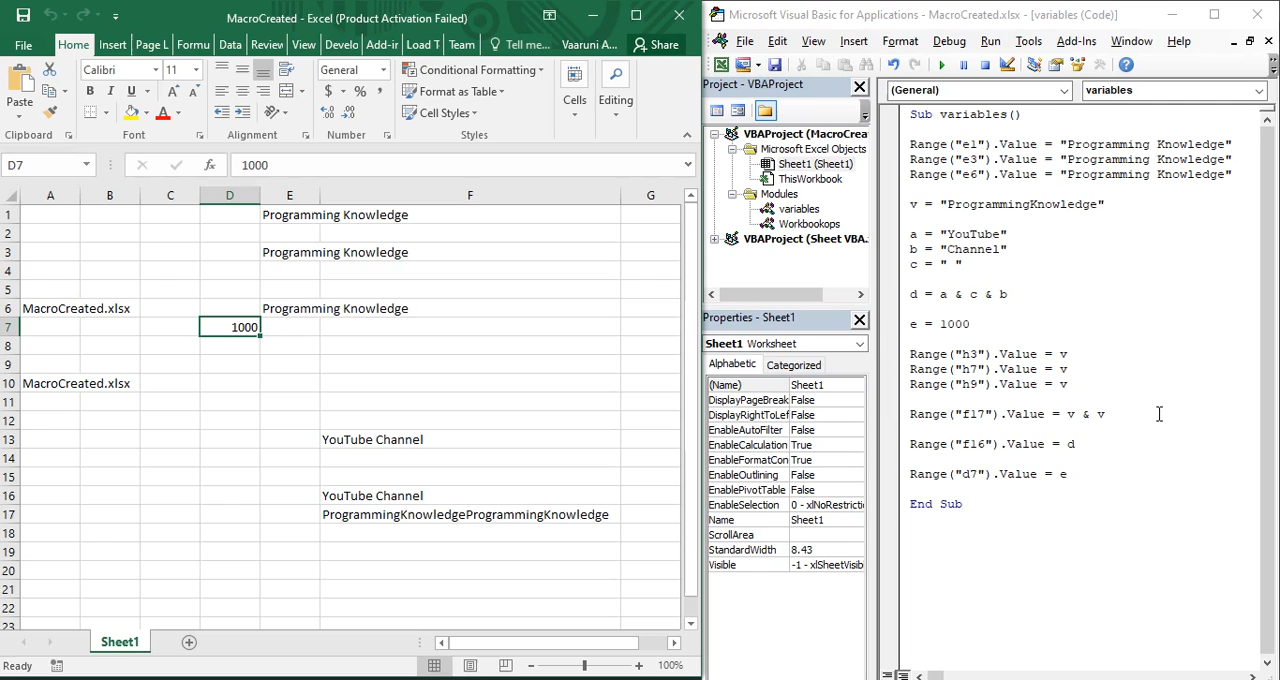 MacroCreated - Excel (Product Activation Failed)
File Home Insert Page L Formu Data Review View Develo Add-ir Load T Team Tell me... Vaaruni A... Share
Paste
Calibri 11
B I U
A A
General
$ % ,
Conditional Formatting
Format as Table
Cell Styles
Cells
Editing
Clipboard Font Alignment Number Styles
D7 fx 1000
A B C D E F G
1 Programming Knowledge
2
3 Programming Knowledge
4
5
6 MacroCreated.xlsx Programming Knowledge
7 1000
8
9
10 MacroCreated.xlsx
11
12
13 YouTube Channel
14
15
16 YouTube Channel
17 ProgrammingKnowledgeProgrammingKnowledge
18
19
20
21
22
23
Sheet1
Ready 100%
Microsoft Visual Basic for Applications - MacroCreated.xlsx - [variables (Code)]
File Edit View Insert Format Debug Run Tools Add-Ins Window Help
Project - VBAProject
VBAProject (MacroCrea
Microsoft Excel Objects
Sheet1 (Sheet1)
ThisWorkbook
Modules
variables
Workbookops
VBAProject (Sheet VBA.
Properties - Sheet1
Sheet1 Worksheet
Alphabetic Categorized
(Name) Sheet1
DisplayPageBreak False
DisplayRightToLef False
EnableAutoFilter False
EnableCalculation True
EnableFormatCon True
EnableOutlining False
EnablePivotTable False
EnableSelection 0 - xlNoRestrictio
Name Sheet1
ScrollArea
StandardWidth 8.43
Visible -1 - xlSheetVisib
(General) variables
Sub variables()
Range("e1").Value = "Programming Knowledge"
Range("e3").Value = "Programming Knowledge"
Range("e6").Value = "Programming Knowledge"
v = "ProgrammingKnowledge"
a = "YouTube"
b = "Channel"
c = " "
d = a & c & b
e = 1000
Range("h3").Value = v
Range("h7").Value = v
Range("h9").Value = v
Range("f17").Value = v & v
Range("f16").Value = d
Range("d7").Value = e
End Sub